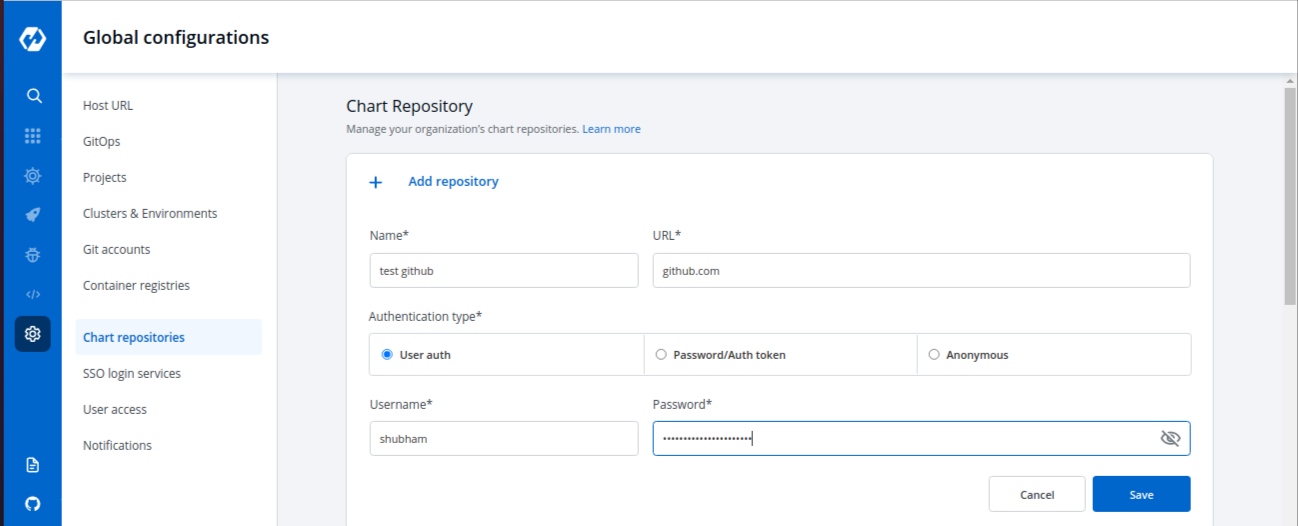 Global configurations
Host URL
GitOps
Projects
Clusters & Environments
Git accounts
Container registries
Chart repositories
SSO login services
User access
Notifications
Chart Repository
Manage your organization's chart repositories. Learn more
+ Add repository
Name* URL*
test github github.com
Authentication type*
User auth Password/Auth token Anonymous
Username* Password*
shubham ••••••••••••••••••••••
Cancel Save